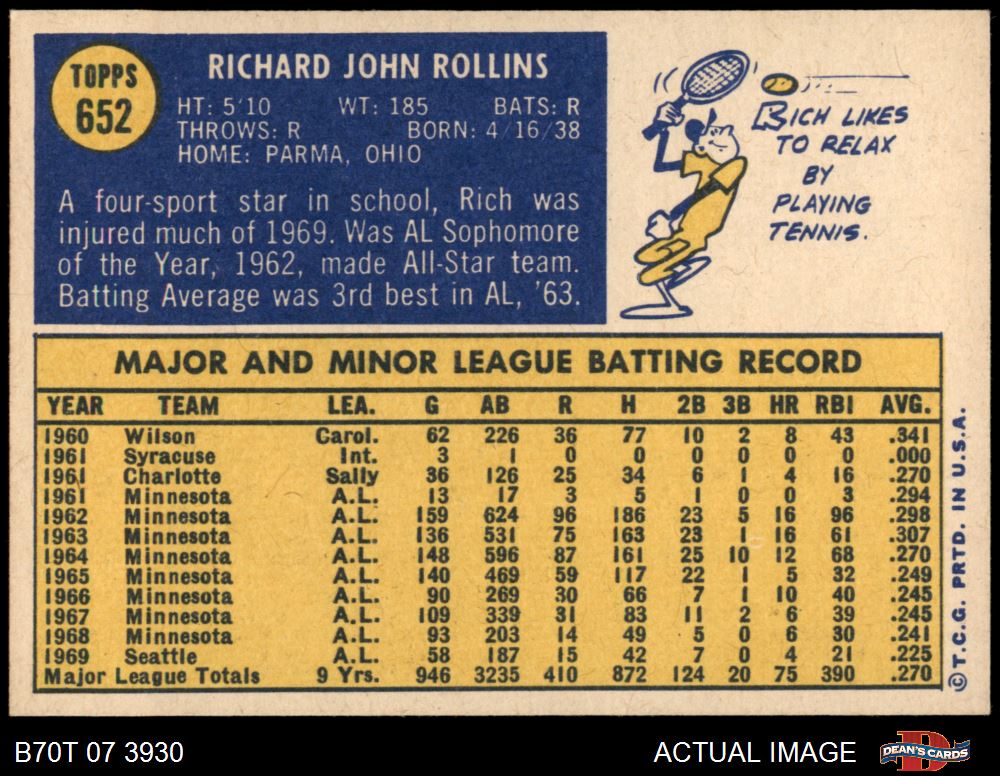 TOPPS
652
RICHARD JOHN ROLLINS
HT: 5'10 WT: 185 BATS: R
THROWS: R BORN: 4/16/38
HOME: PARMA, OHIO
A four-sport star in school, Rich was
injured much of 1969. Was AL Sophomore
of the Year, 1962, made All-Star team.
Batting Average was 3rd best in AL, '63.
RICH LIKES
TO RELAX
BY
PLAYING
TENNIS.
MAJOR AND MINOR LEAGUE BATTING RECORD
YEAR TEAM LEA. G AB R H 2B 3B HR RBI AVG.
1960 Wilson Carol. 62 226 36 77 10 2 8 43 .341
1961 Syracuse Int. 3 1 0 0 0 0 0 0 .000
1961 Charlotte Sally 36 126 25 34 6 1 4 16 .270
1961 Minnesota A.L. 13 17 3 5 1 0 0 3 .294
1962 Minnesota A.L. 159 624 96 186 23 5 16 96 .298
1963 Minnesota A.L. 136 531 75 163 23 1 16 61 .307
1964 Minnesota A.L. 148 596 87 161 25 10 12 68 .270
1965 Minnesota A.L. 140 469 59 117 22 1 5 32 .249
1966 Minnesota A.L. 90 269 30 66 7 1 10 40 .245
1967 Minnesota A.L. 109 339 31 83 11 2 6 39 .245
1968 Minnesota A.L. 93 203 14 49 5 0 6 30 .241
1969 Seattle A.L. 58 187 15 42 7 0 4 21 .225
Major League Totals 9 Yrs. 946 3235 410 872 124 20 75 390 .270
©T.C.G. PRTD. IN U.S.A.
B70T 07 3930 ACTUAL IMAGE
DEAN'S CARDS